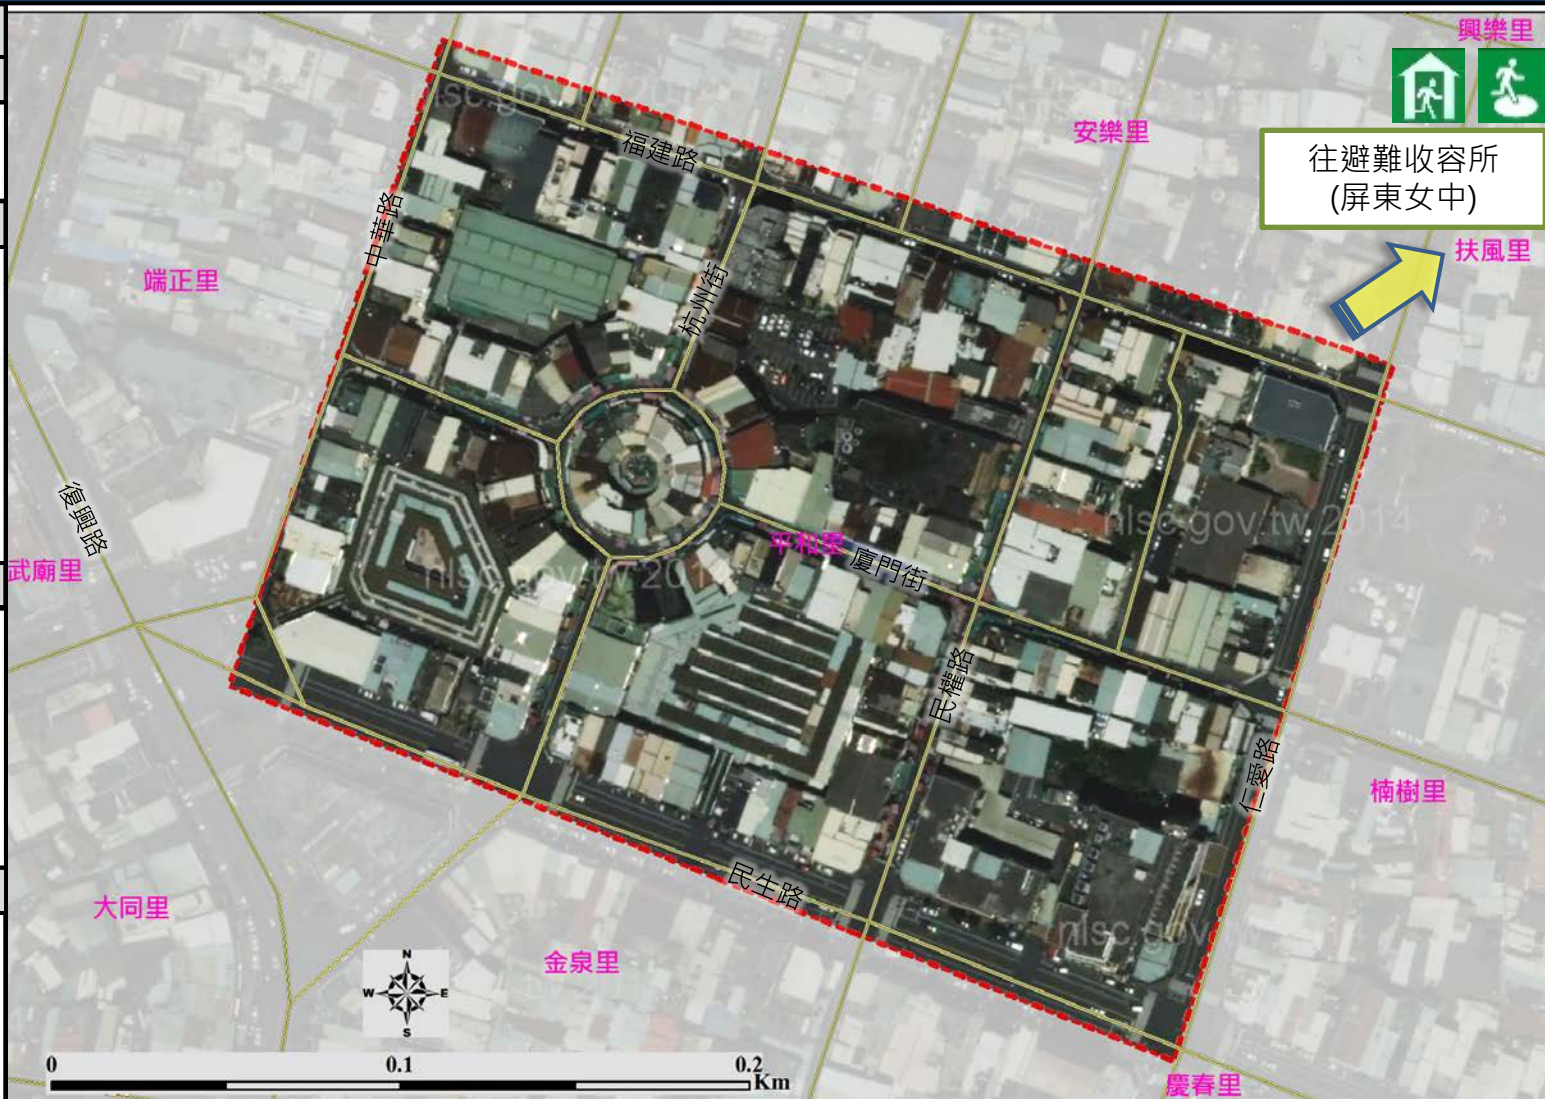 興樂里
安樂里
往避難收容所
(屏東女中)
扶風里
福建路
中華路
杭州街
端正里
復興路
武廟里
平和里
廈門街
nlsc.gov.tw 2014
民權路
仁愛路
楠樹里
民生路
大同里
金泉里
慶春里
N
W E
S
0 0.1 0.2
Km